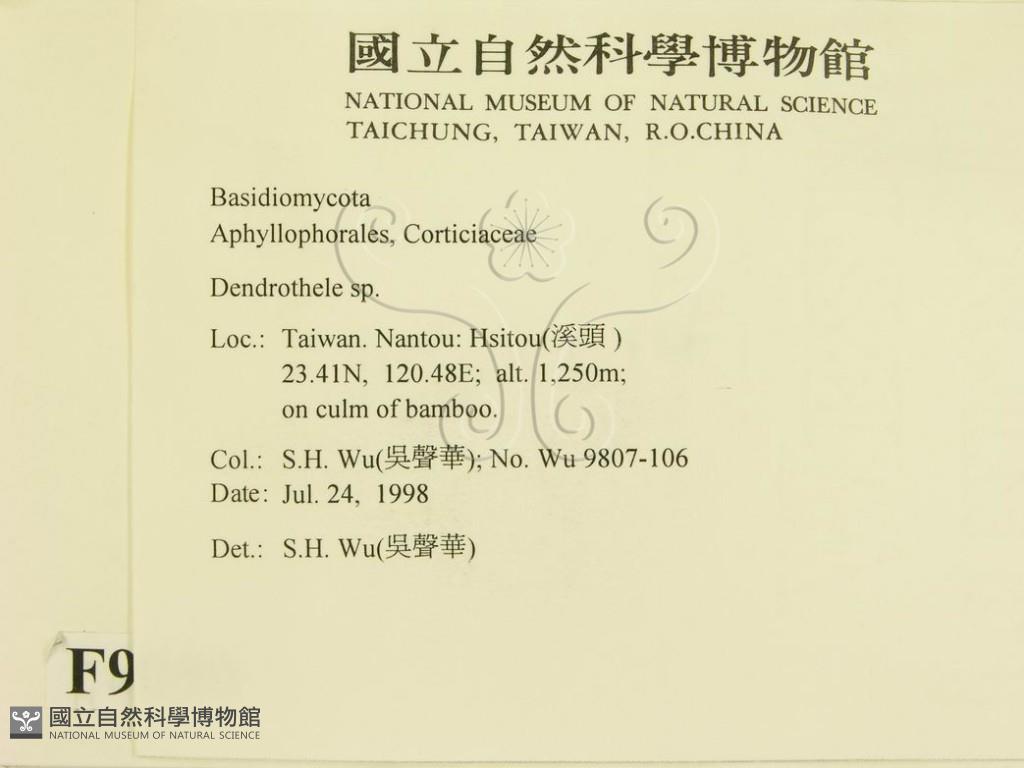 國立自然科學博物館
NATIONAL MUSEUM OF NATURAL SCIENCE
TAICHUNG, TAIWAN, R.O.CHINA
Basidiomycota
Aphyllophorales, Corticiaceae
Dendrothele sp.
Loc.: Taiwan. Nantou: Hsitou(溪頭 )
23.41N, 120.48E; alt. 1,250m;
on culm of bamboo.
Col.: S.H. Wu(吳聲華); No. Wu 9807-106
Date: Jul. 24, 1998
Det.: S.H. Wu(吳聲華)
F9
國立自然科學博物館
NATIONAL MUSEUM OF NATURAL SCIENCE